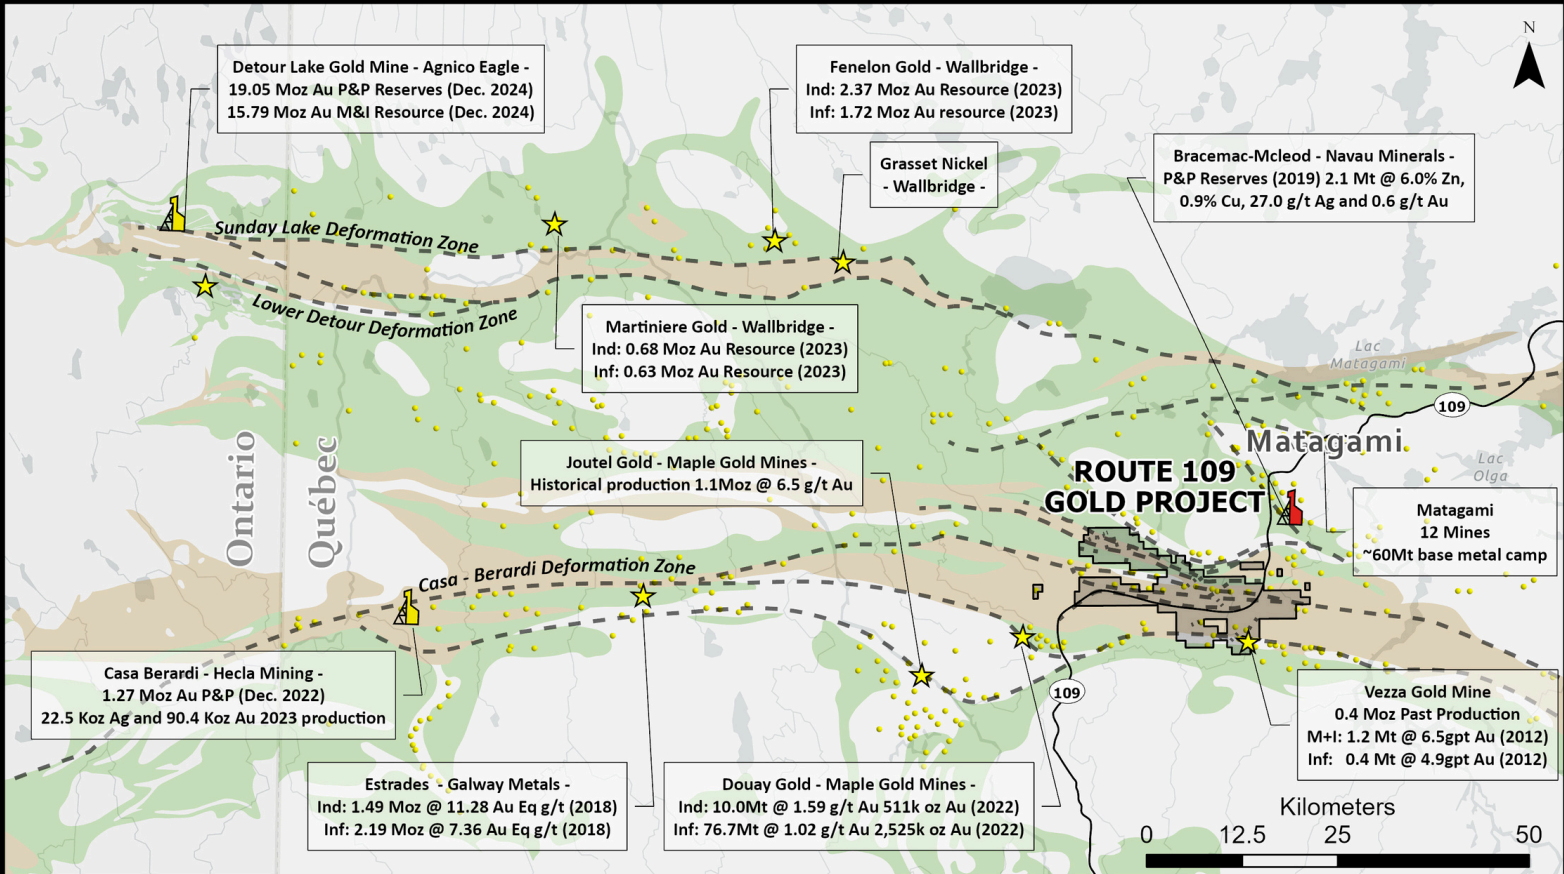 N
Detour Lake Gold Mine - Agnico Eagle -
19.05 Moz Au P&P Reserves (Dec. 2024)
15.79 Moz Au M&I Resource (Dec. 2024)
Fenelon Gold - Wallbridge -
Ind: 2.37 Moz Au Resource (2023)
Inf: 1.72 Moz Au resource (2023)
Grasset Nickel
- Wallbridge -
Bracemac-Mcleod - Navau Minerals -
P&P Reserves (2019) 2.1 Mt @ 6.0% Zn,
0.9% Cu, 27.0 g/t Ag and 0.6 g/t Au
Sunday Lake Deformation Zone
Lower Detour Deformation Zone
Martiniere Gold - Wallbridge -
Ind: 0.68 Moz Au Resource (2023)
Inf: 0.63 Moz Au Resource (2023)
Lac
Matagami
109
Matagami
Lac
Olga
Ontario
Québec
Joutel Gold - Maple Gold Mines -
Historical production 1.1Moz @ 6.5 g/t Au
ROUTE 109
GOLD PROJECT
Matagami
12 Mines
~60Mt base metal camp
Casa - Berardi Deformation Zone
Casa Berardi - Hecla Mining -
1.27 Moz Au P&P (Dec. 2022)
22.5 Koz Ag and 90.4 Koz Au 2023 production
109
Vezza Gold Mine
0.4 Moz Past Production
M+I: 1.2 Mt @ 6.5gpt Au (2012)
Inf: 0.4 Mt @ 4.9gpt Au (2012)
Estrades - Galway Metals -
Ind: 1.49 Moz @ 11.28 Au Eq g/t (2018)
Inf: 2.19 Moz @ 7.36 Au Eq g/t (2018)
Douay Gold - Maple Gold Mines -
Ind: 10.0Mt @ 1.59 g/t Au 511k oz Au (2022)
Inf: 76.7Mt @ 1.02 g/t Au 2,525k oz Au (2022)
Kilometers
0 12.5 25 50